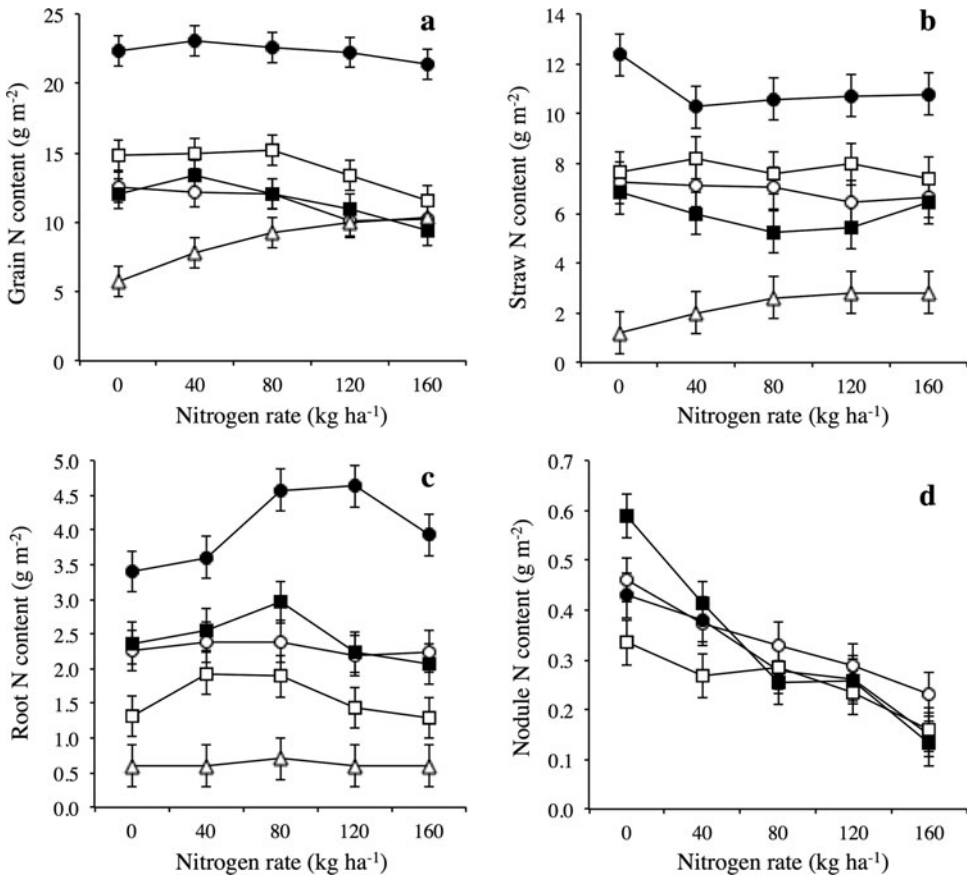 a
Grain N content (g m-2)
25
20
15
10
5
0
0 40 80 120 160
Nitrogen rate (kg ha-1)
b
Straw N content (g m-2)
14
12
10
8
6
4
2
0
0 40 80 120 160
Nitrogen rate (kg ha-1)
c
Root N content (g m-2)
5.0
4.5
4.0
3.5
3.0
2.5
2.0
1.5
1.0
0.5
0.0
0 40 80 120 160
Nitrogen rate (kg ha-1)
d
Nodule N content (g m-2)
0.7
0.6
0.5
0.4
0.3
0.2
0.1
0.0
0 40 80 120 160
Nitrogen rate (kg ha-1)